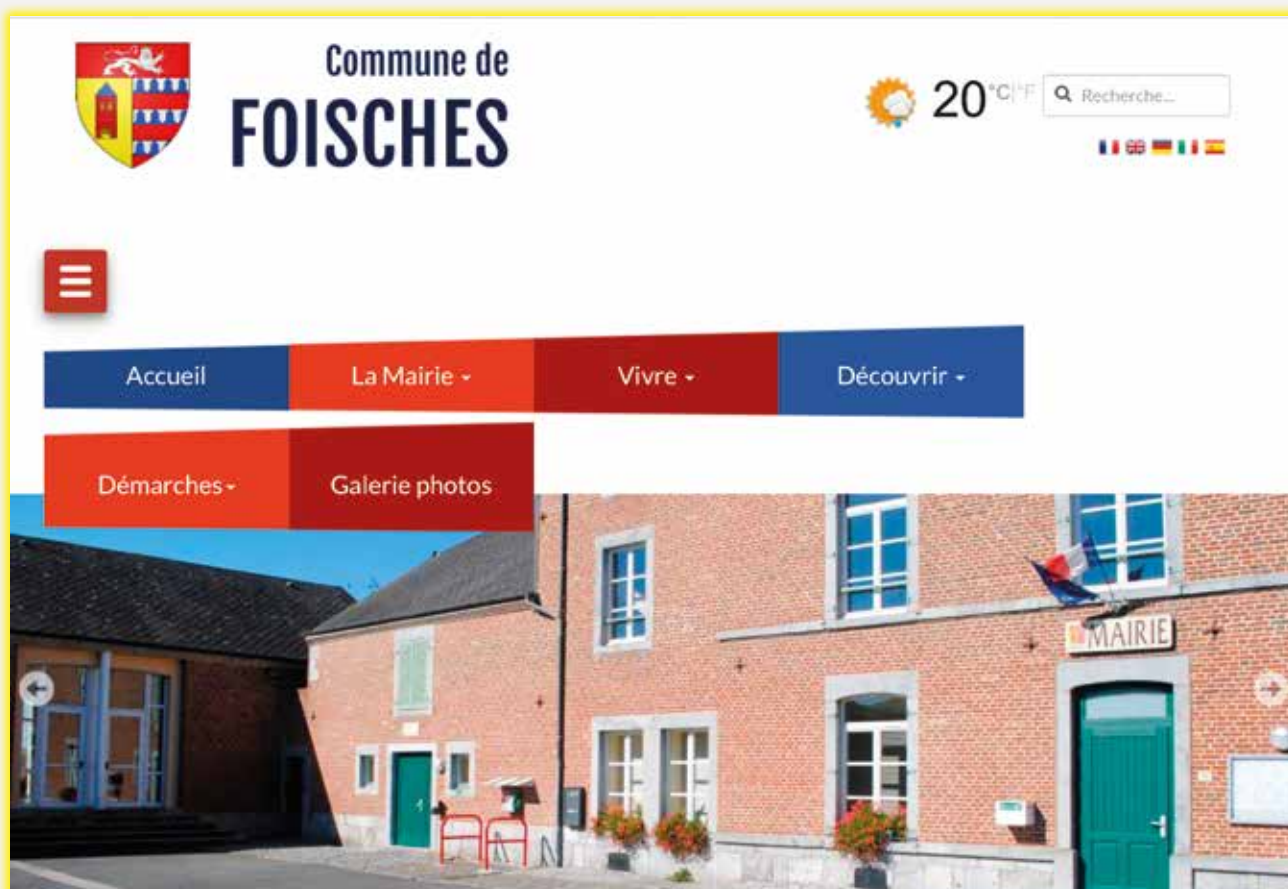 Commune de
FOISCHES
20 °C|°F
Recherche...
Accueil
La Mairie
Vivre
Découvrir
Démarches
Galerie photos
MAIRIE